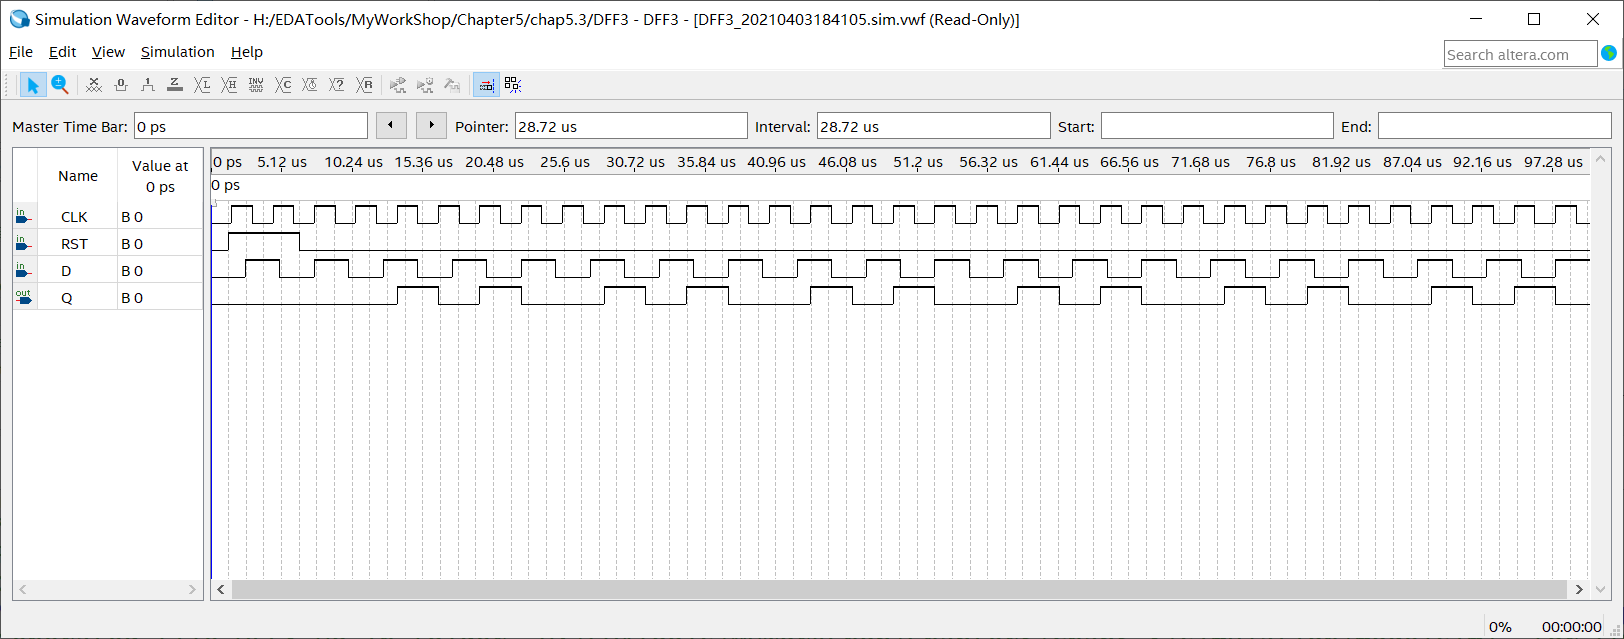 Simulation Waveform Editor - H:/EDATools/MyWorkShop/Chapter5/chap5.3/DFF3 - DFF3 - [DFF3_20210403184105.sim.vwf (Read-Only)]
File Edit View Simulation Help
Search altera.com
Master Time Bar: 0 ps Pointer: 28.72 us Interval: 28.72 us Start: End:
Name Value at 0 ps
0 ps 5.12 us 10.24 us 15.36 us 20.48 us 25.6 us 30.72 us 35.84 us 40.96 us 46.08 us 51.2 us 56.32 us 61.44 us 66.56 us 71.68 us 76.8 us 81.92 us 87.04 us 92.16 us 97.28 us
0 ps
in CLK B 0
in RST B 0
in D B 0
out Q B 0
0% 00:00:00